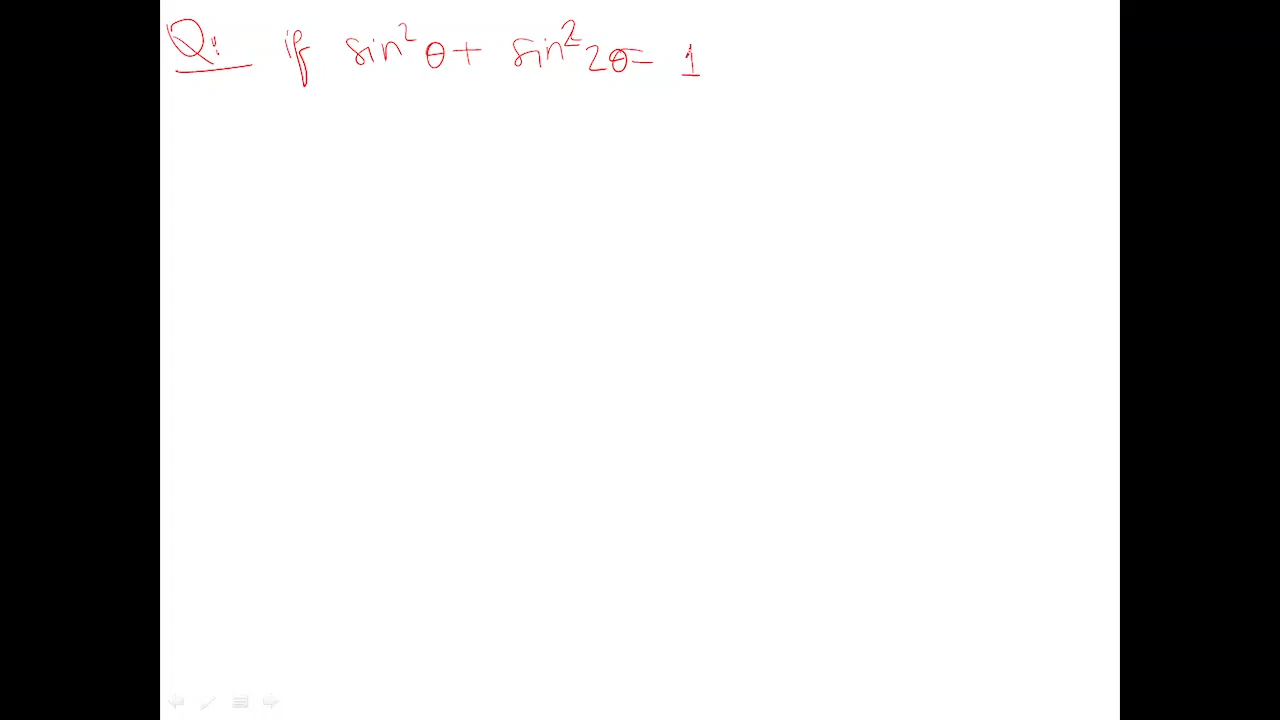 Q: if sin²θ + sin²2θ = 1